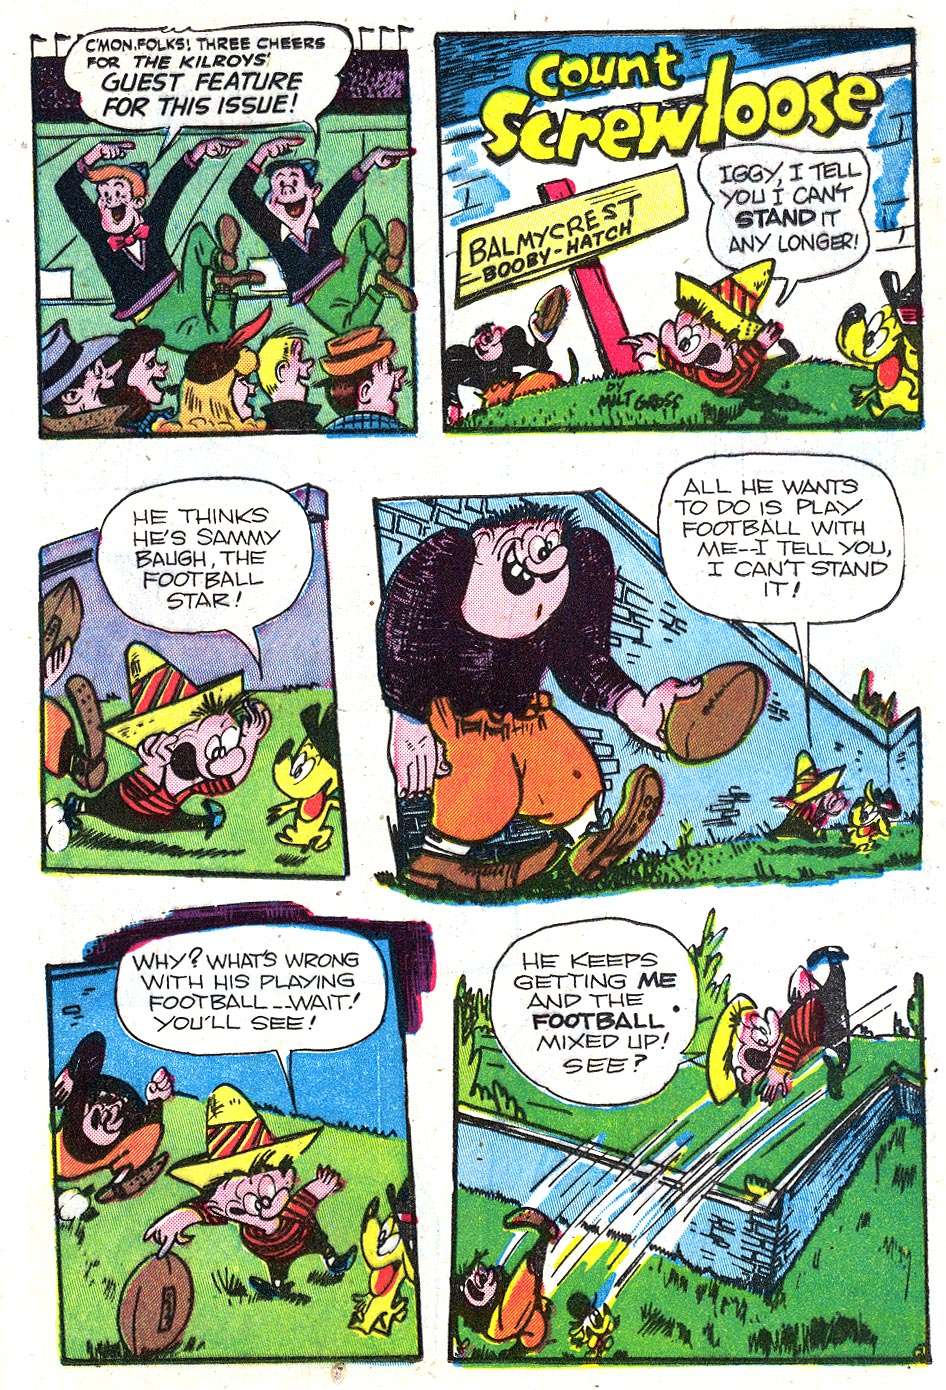 C'MON, FOLKS! THREE CHEERS
FOR THE KILROYS'
GUEST FEATURE
FOR THIS ISSUE!
Count
Screwloose
IGGY, I TELL
YOU I CAN'T
STAND IT
ANY LONGER!
BALMYCREST
BOOBY-HATCH
BY
MILT GROSS
HE THINKS
HE'S SAMMY
BAUGH, THE
FOOTBALL
STAR!
ALL HE WANTS
TO DO IS PLAY
FOOTBALL WITH
ME--I TELL YOU,
I CAN'T STAND
IT!
WHY? WHAT'S WRONG
WITH HIS PLAYING
FOOTBALL--WAIT!
YOU'LL SEE!
HE KEEPS
GETTING ME
AND THE
FOOTBALL
MIXED UP!
SEE?